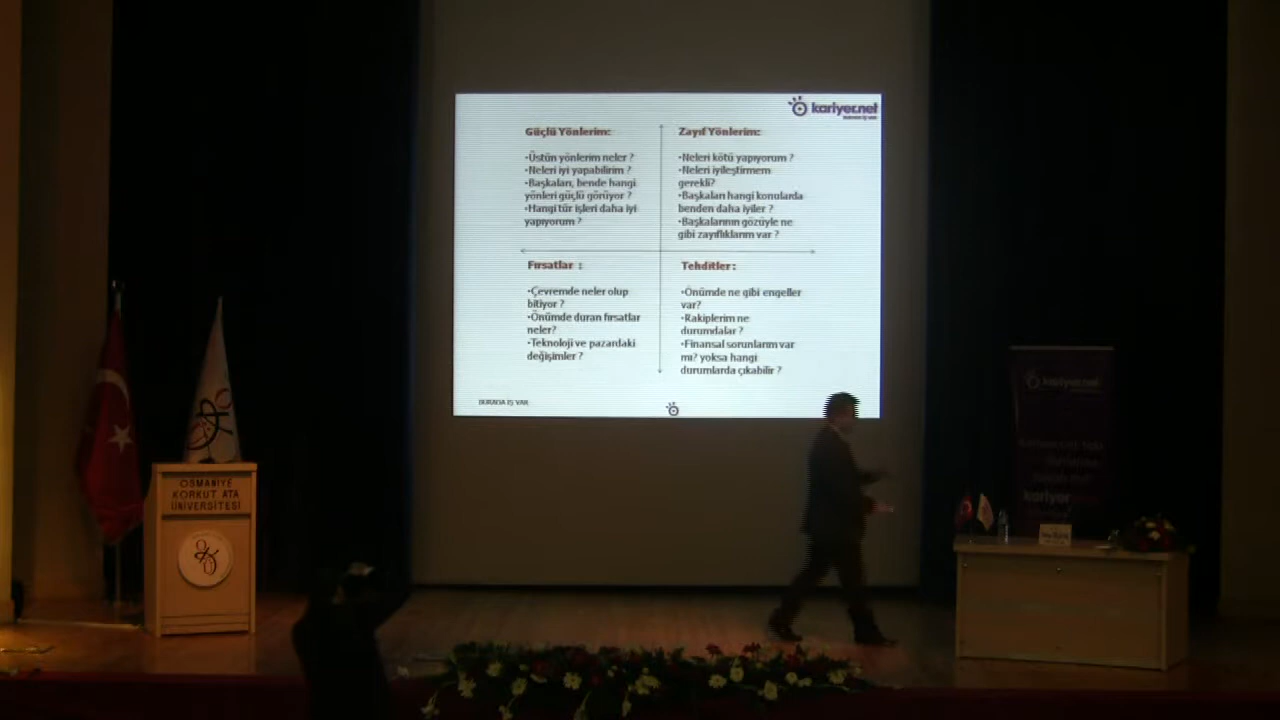 kariyer.net
BURADA İŞ VAR
Güçlü Yönlerim:
•Üstün yönlerim neler ?
•Neleri iyi yapabilirim ?
•Başkaları, bende hangi
yönleri güçlü görüyor ?
•Hangi tür işleri daha iyi
yapıyorum ?
Zayıf Yönlerim:
•Neleri kötü yapıyorum ?
•Neleri iyileştirmem
gerekli?
•Başkaları hangi konularda
benden daha iyiler ?
•Başkalarının gözüyle ne
gibi zayıflıklarım var ?
Fırsatlar :
•Çevremde neler olup
bitiyor ?
•Önümde duran fırsatlar
neler?
•Teknoloji ve pazardaki
değişimler ?
Tehditler:
•Önümde ne gibi engeller
var?
•Rakiplerim ne
durumdalar ?
•Finansal sorunlarım var
mı? yoksa hangi
durumlarda çıkabilir ?
BURADA İŞ VAR
OSMANİYE
KORKUT ATA
ÜNİVERSİTESİ
kariyer.net
kariyer